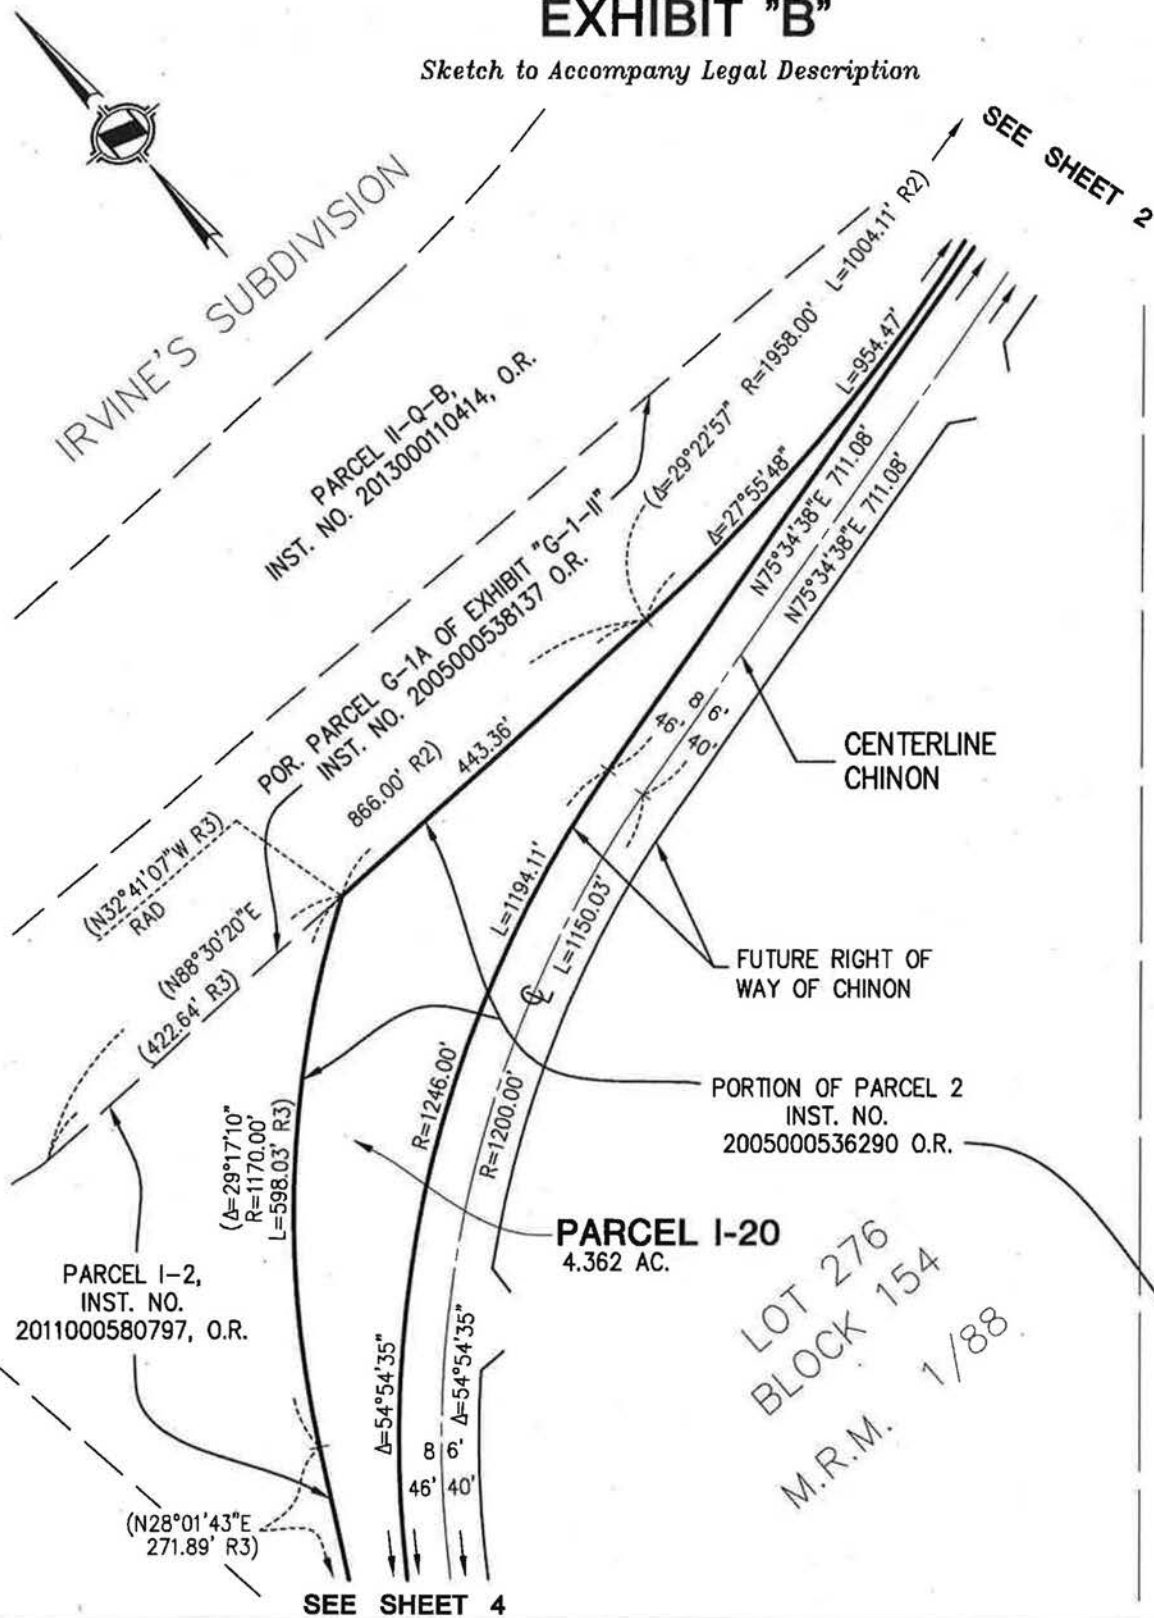 EXHIBIT "B"
Sketch to Accompany Legal Description
SEE SHEET 2
IRVINE'S SUBDIVISION
PARCEL II-Q-B,
INST. NO. 2013000110414, O.R.
(Δ=29°22'57" R=1958.00' L=1004.11' R2)
Δ=27°55'48" L=954.47'
N75°34'38"E 711.08'
N75°34'38"E 711.08'
POR. PARCEL G-1A OF EXHIBIT "G-1-II"
INST. NO. 2005000538137 O.R.
866.00' R2) 443.36'
46' 8
6'
40'
CENTERLINE
CHINON
(N32°41'07"W R3)
RAD
(N88°30'20"E
(422.64' R3)
L=1194.11'
℄ L=1150.03'
FUTURE RIGHT OF
WAY OF CHINON
R=1246.00'
R=1200.00'
PORTION OF PARCEL 2
INST. NO.
2005000536290 O.R.
(Δ=29°17'10"
R=1170.00'
L=598.03' R3)
PARCEL I-20
4.362 AC.
PARCEL I-2,
INST. NO.
2011000580797, O.R.
LOT 276
BLOCK 154
M.R.M. 1/88
Δ=54°54'35"
Δ=54°54'35"
8 6'
46' 40'
(N28°01'43"E
271.89' R3)
SEE SHEET 4